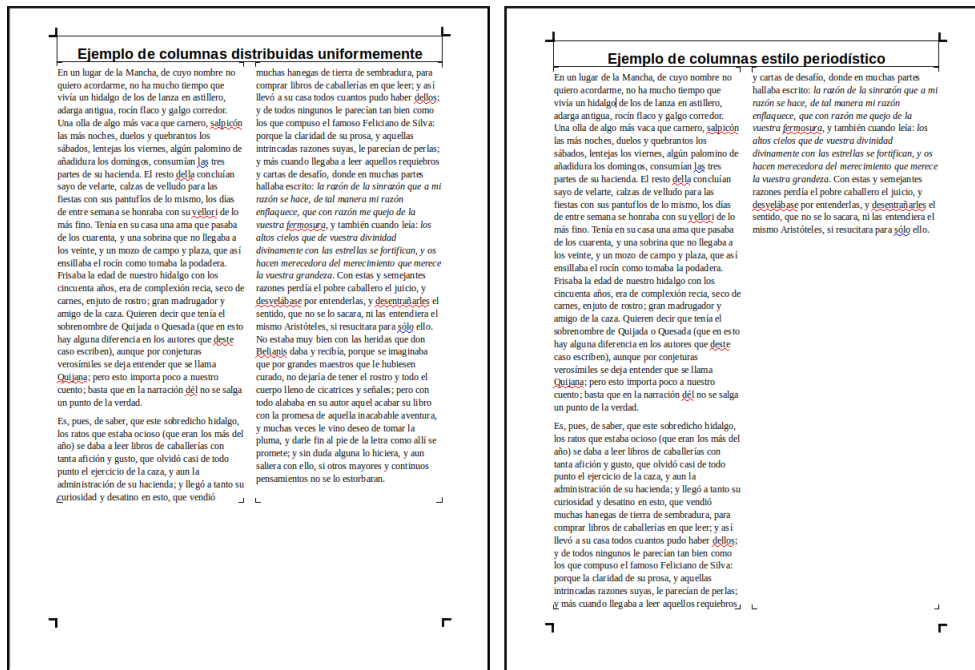 Ejemplo de columnas distribuidas uniformemente
En un lugar de la Mancha, de cuyo nombre no
quiero acordarme, no ha mucho tiempo que
vivía un hidalgo de los de lanza en astillero,
adarga antigua, rocín flaco y galgo corredor.
Una olla de algo más vaca que carnero, salpicón
las más noches, duelos y quebrantos los
sábados, lentejas los viernes, algún palomino de
añadidura los domingos, consumían las tres
partes de su hacienda. El resto della concluían
sayo de velarte, calzas de velludo para las
fiestas con sus pantuflos de lo mismo, los días
de entre semana se honraba con su vellori de lo
más fino. Tenía en su casa una ama que pasaba
de los cuarenta, y una sobrina que no llegaba a
los veinte, y un mozo de campo y plaza, que así
ensillaba el rocín como tomaba la podadera.
Frisaba la edad de nuestro hidalgo con los
cincuenta años, era de complexión recia, seco de
carnes, enjuto de rostro; gran madrugador y
amigo de la caza. Quieren decir que tenía el
sobrenombre de Quijada o Quesada (que en esto
hay alguna diferencia en los autores que deste
caso escriben), aunque por conjeturas
verosímiles se deja entender que se llama
Quijana; pero esto importa poco a nuestro
cuento; basta que en la narración dél no se salga
un punto de la verdad.
Es, pues, de saber, que este sobredicho hidalgo,
los ratos que estaba ocioso (que eran los más del
año) se daba a leer libros de caballerías con
tanta afición y gusto, que olvidó casi de todo
punto el ejercicio de la caza, y aun la
administración de su hacienda; y llegó a tanto su
curiosidad y desatino en esto, que vendió
muchas hanegas de tierra de sembradura, para
comprar libros de caballerías en que leer; y así
llevó a su casa todos cuantos pudo haber dellos;
y de todos ningunos le parecían tan bien como
los que compuso el famoso Feliciano de Silva:
porque la claridad de su prosa, y aquellas
intrincadas razones suyas, le parecían de perlas;
y más cuando llegaba a leer aquellos requiebros
y cartas de desafío, donde en muchas partes
hallaba escrito: la razón de la sinrazón que a mi
razón se hace, de tal manera mi razón
enflaquece, que con razón me quejo de la
vuestra fermosura, y también cuando leía: los
altos cielos que de vuestra divinidad
divinamente con las estrellas se fortifican, y os
hacen merecedora del merecimiento que merece
la vuestra grandeza. Con estas y semejantes
razones perdía el pobre caballero el juicio, y
desvelábase por entenderlas, y desentrañarles el
sentido, que no se lo sacara, ni las entendiera el
mismo Aristóteles, si resucitara para sólo ello.
No estaba muy bien con las heridas que don
Belianis daba y recibía, porque se imaginaba
que por grandes maestros que le hubiesen
curado, no dejaría de tener el rostro y todo el
cuerpo lleno de cicatrices y señales; pero con
todo alababa en su autor aquel acabar su libro
con la promesa de aquella inacabable aventura,
y muchas veces le vino deseo de tomar la
pluma, y darle fin al pie de la letra como allí se
promete; y sin duda alguna lo hiciera, y aun
saliera con ello, si otros mayores y continuos
pensamientos no se lo estorbaran.
Ejemplo de columnas estilo periodístico
En un lugar de la Mancha, de cuyo nombre no
quiero acordarme, no ha mucho tiempo que
vivía un hidalgo de los de lanza en astillero,
adarga antigua, rocín flaco y galgo corredor.
Una olla de algo más vaca que carnero, salpicón
las más noches, duelos y quebrantos los
sábados, lentejas los viernes, algún palomino de
añadidura los domingos, consumían las tres
partes de su hacienda. El resto della concluían
sayo de velarte, calzas de velludo para las
fiestas con sus pantuflos de lo mismo, los días
de entre semana se honraba con su vellori de lo
más fino. Tenía en su casa una ama que pasaba
de los cuarenta, y una sobrina que no llegaba a
los veinte, y un mozo de campo y plaza, que así
ensillaba el rocín como tomaba la podadera.
Frisaba la edad de nuestro hidalgo con los
cincuenta años, era de complexión recia, seco de
carnes, enjuto de rostro; gran madrugador y
amigo de la caza. Quieren decir que tenía el
sobrenombre de Quijada o Quesada (que en esto
hay alguna diferencia en los autores que deste
caso escriben), aunque por conjeturas
verosímiles se deja entender que se llama
Quijana; pero esto importa poco a nuestro
cuento; basta que en la narración dél no se salga
un punto de la verdad.
Es, pues, de saber, que este sobredicho hidalgo,
los ratos que estaba ocioso (que eran los más del
año) se daba a leer libros de caballerías con
tanta afición y gusto, que olvidó casi de todo
punto el ejercicio de la caza, y aun la
administración de su hacienda; y llegó a tanto su
curiosidad y desatino en esto, que vendió
muchas hanegas de tierra de sembradura, para
comprar libros de caballerías en que leer; y así
llevó a su casa todos cuantos pudo haber dellos;
y de todos ningunos le parecían tan bien como
los que compuso el famoso Feliciano de Silva:
porque la claridad de su prosa, y aquellas
intrincadas razones suyas, le parecían de perlas;
y más cuando llegaba a leer aquellos requiebros
y cartas de desafío, donde en muchas partes
hallaba escrito: la razón de la sinrazón que a mi
razón se hace, de tal manera mi razón
enflaquece, que con razón me quejo de la
vuestra fermosura, y también cuando leía: los
altos cielos que de vuestra divinidad
divinamente con las estrellas se fortifican, y os
hacen merecedora del merecimiento que merece
la vuestra grandeza. Con estas y semejantes
razones perdía el pobre caballero el juicio, y
desvelábase por entenderlas, y desentrañarles el
sentido, que no se lo sacara, ni las entendiera el
mismo Aristóteles, si resucitara para sólo ello.